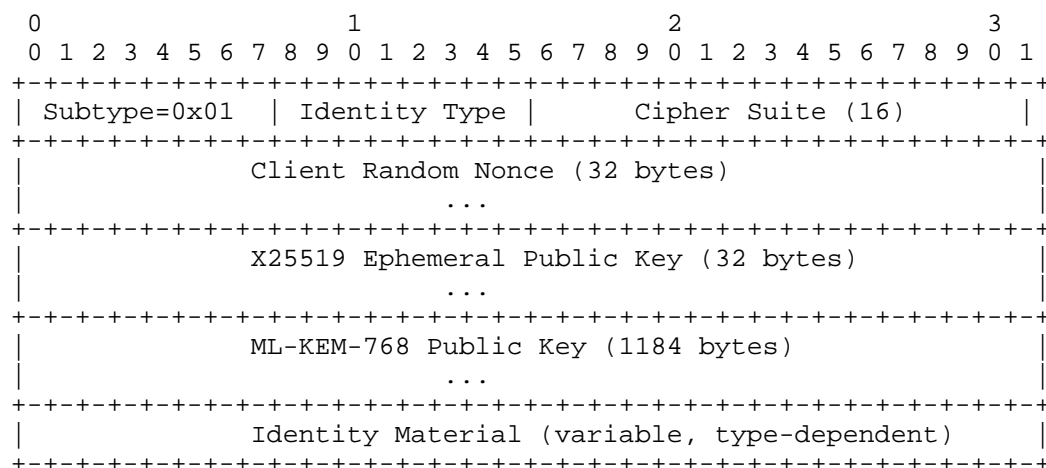 0                   1                   2                   3
 0 1 2 3 4 5 6 7 8 9 0 1 2 3 4 5 6 7 8 9 0 1 2 3 4 5 6 7 8 9 0 1
+-+-+-+-+-+-+-+-+-+-+-+-+-+-+-+-+-+-+-+-+-+-+-+-+-+-+-+-+-+-+-+-+
| Subtype=0x01  | Identity Type |       Cipher Suite (16)       |
+-+-+-+-+-+-+-+-+-+-+-+-+-+-+-+-+-+-+-+-+-+-+-+-+-+-+-+-+-+-+-+-+
|              Client Random Nonce (32 bytes)                   |
|                          ...                                  |
+-+-+-+-+-+-+-+-+-+-+-+-+-+-+-+-+-+-+-+-+-+-+-+-+-+-+-+-+-+-+-+-+
|              X25519 Ephemeral Public Key (32 bytes)           |
|                          ...                                  |
+-+-+-+-+-+-+-+-+-+-+-+-+-+-+-+-+-+-+-+-+-+-+-+-+-+-+-+-+-+-+-+-+
|              ML-KEM-768 Public Key (1184 bytes)               |
|                          ...                                  |
+-+-+-+-+-+-+-+-+-+-+-+-+-+-+-+-+-+-+-+-+-+-+-+-+-+-+-+-+-+-+-+-+
|              Identity Material (variable, type-dependent)     |
+-+-+-+-+-+-+-+-+-+-+-+-+-+-+-+-+-+-+-+-+-+-+-+-+-+-+-+-+-+-+-+-+